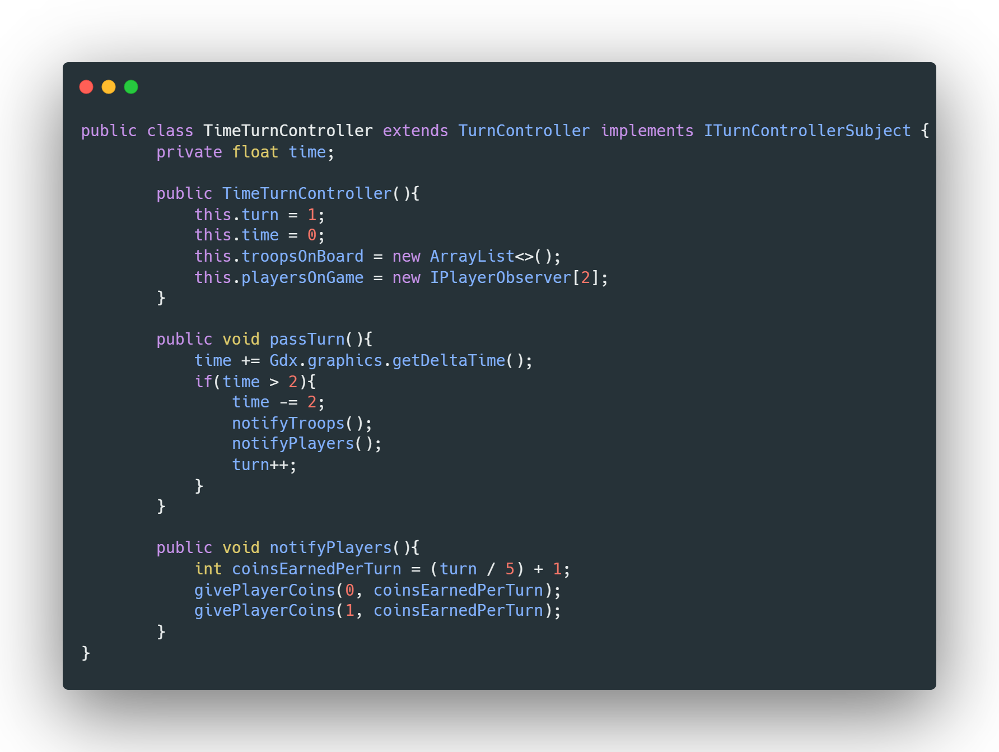 public class TimeTurnController extends TurnController implements ITurnControllerSubject {
        private float time;

        public TimeTurnController(){
            this.turn = 1;
            this.time = 0;
            this.troopsOnBoard = new ArrayList<>();
            this.playersOnGame = new IPlayerObserver[2];
        }

        public void passTurn(){
            time += Gdx.graphics.getDeltaTime();
            if(time > 2){
                time -= 2;
                notifyTroops();
                notifyPlayers();
                turn++;
            }
        }

        public void notifyPlayers(){
            int coinsEarnedPerTurn = (turn / 5) + 1;
            givePlayerCoins(0, coinsEarnedPerTurn);
            givePlayerCoins(1, coinsEarnedPerTurn);
        }
}